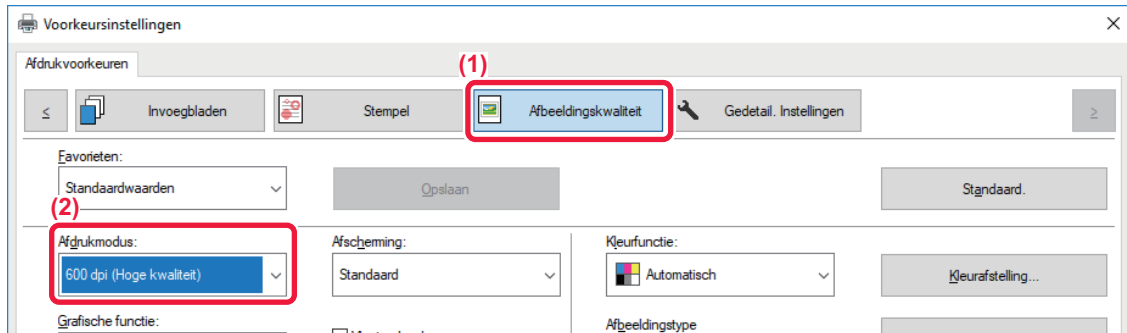 Voorkeursinstellingen
Afdrukvoorkeuren
(1)
< Invoegbladen Stempel Afbeeldingskwaliteit Gedetail. Instellingen >
Favorieten:
Standaardwaarden Opslaan Standaard.
(2)
Afdrukmodus: Afscherming: Kleurfunctie:
600 dpi (Hoge kwaliteit) Standaard Automatisch Kleurafstelling...
Grafische functie: Afbeeldingstype